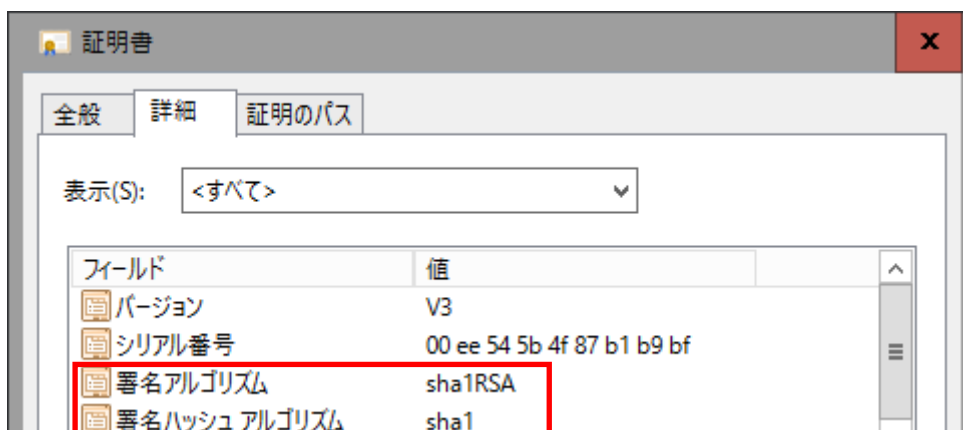 証明書
全般 詳細 証明のパス
表示(S): <すべて>
フィールド 値
バージョン V3
シリアル番号 00 ee 54 5b 4f 87 b1 b9 bf
署名アルゴリズム sha1RSA
署名ハッシュ アルゴリズム sha1